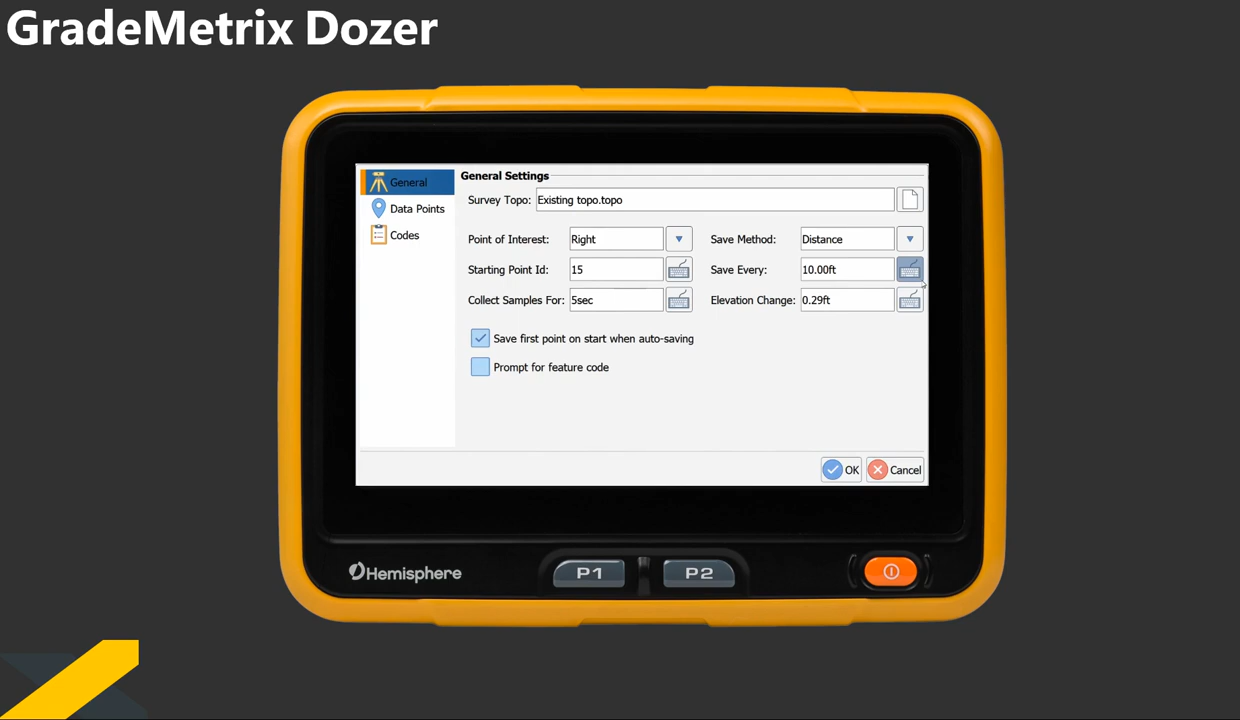 GradeMetrix Dozer
General
Data Points
Codes
General Settings
Survey Topo: Existing topo.topo
Point of Interest: Right Save Method: Distance
Starting Point Id: 15 Save Every: 10.00ft
Collect Samples For: 5sec Elevation Change: 0.29ft
Save first point on start when auto-saving
Prompt for feature code
OK Cancel
Hemisphere P1 P2